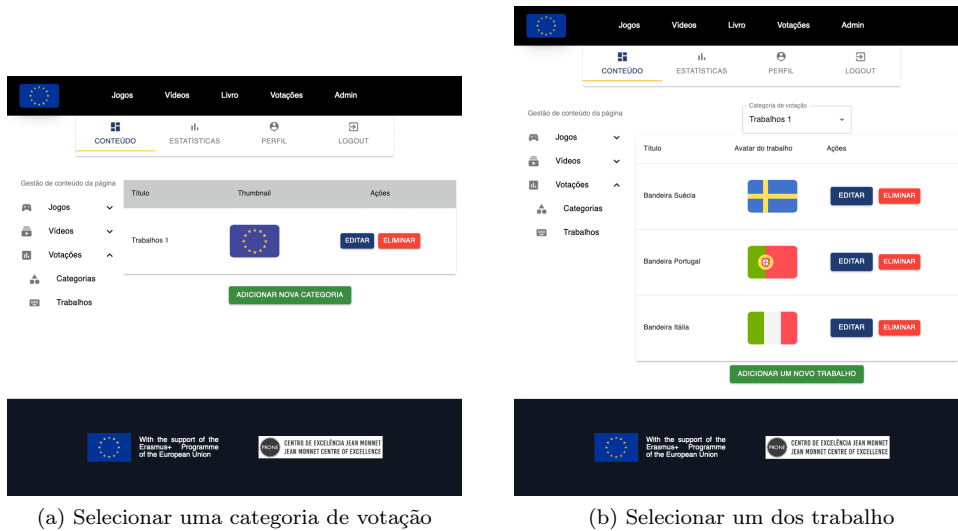 Jogos Vídeos Livro Votações Admin
CONTEÚDO ESTATÍSTICAS PERFIL LOGOUT
Gestão de conteúdo da página
Jogos
Vídeos
Votações
Categorias
Trabalhos
Título Thumbnail Ações
Trabalhos 1 EDITAR ELIMINAR
ADICIONAR NOVA CATEGORIA
With the support of the
Erasmus+ Programme
of the European Union
PRONE
CENTRO DE EXCELÊNCIA JEAN MONNET
JEAN MONNET CENTRE OF EXCELLENCE
(a) Selecionar uma categoria de votação
Jogos Vídeos Livro Votações Admin
CONTEÚDO ESTATÍSTICAS PERFIL LOGOUT
Gestão de conteúdo da página
Jogos
Vídeos
Votações
Categorias
Trabalhos
Categoria de votação
Trabalhos 1
Título Avatar do trabalho Ações
Bandeira Suécia EDITAR ELIMINAR
Bandeira Portugal EDITAR ELIMINAR
Bandeira Itália EDITAR ELIMINAR
ADICIONAR UM NOVO TRABALHO
With the support of the
Erasmus+ Programme
of the European Union
PRONE
CENTRO DE EXCELÊNCIA JEAN MONNET
JEAN MONNET CENTRE OF EXCELLENCE
(b) Selecionar um dos trabalho